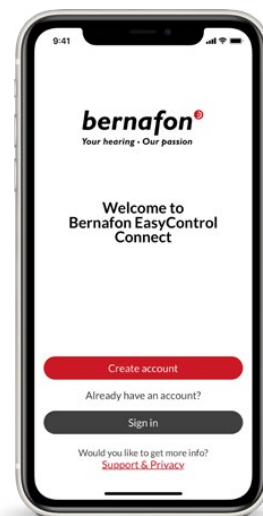 9:41
bernafon
Your hearing • Our passion
Welcome to
Bernafon EasyControl
Connect
Create account
Already have an account?
Sign in
Would you like to get more info?
Support & Privacy